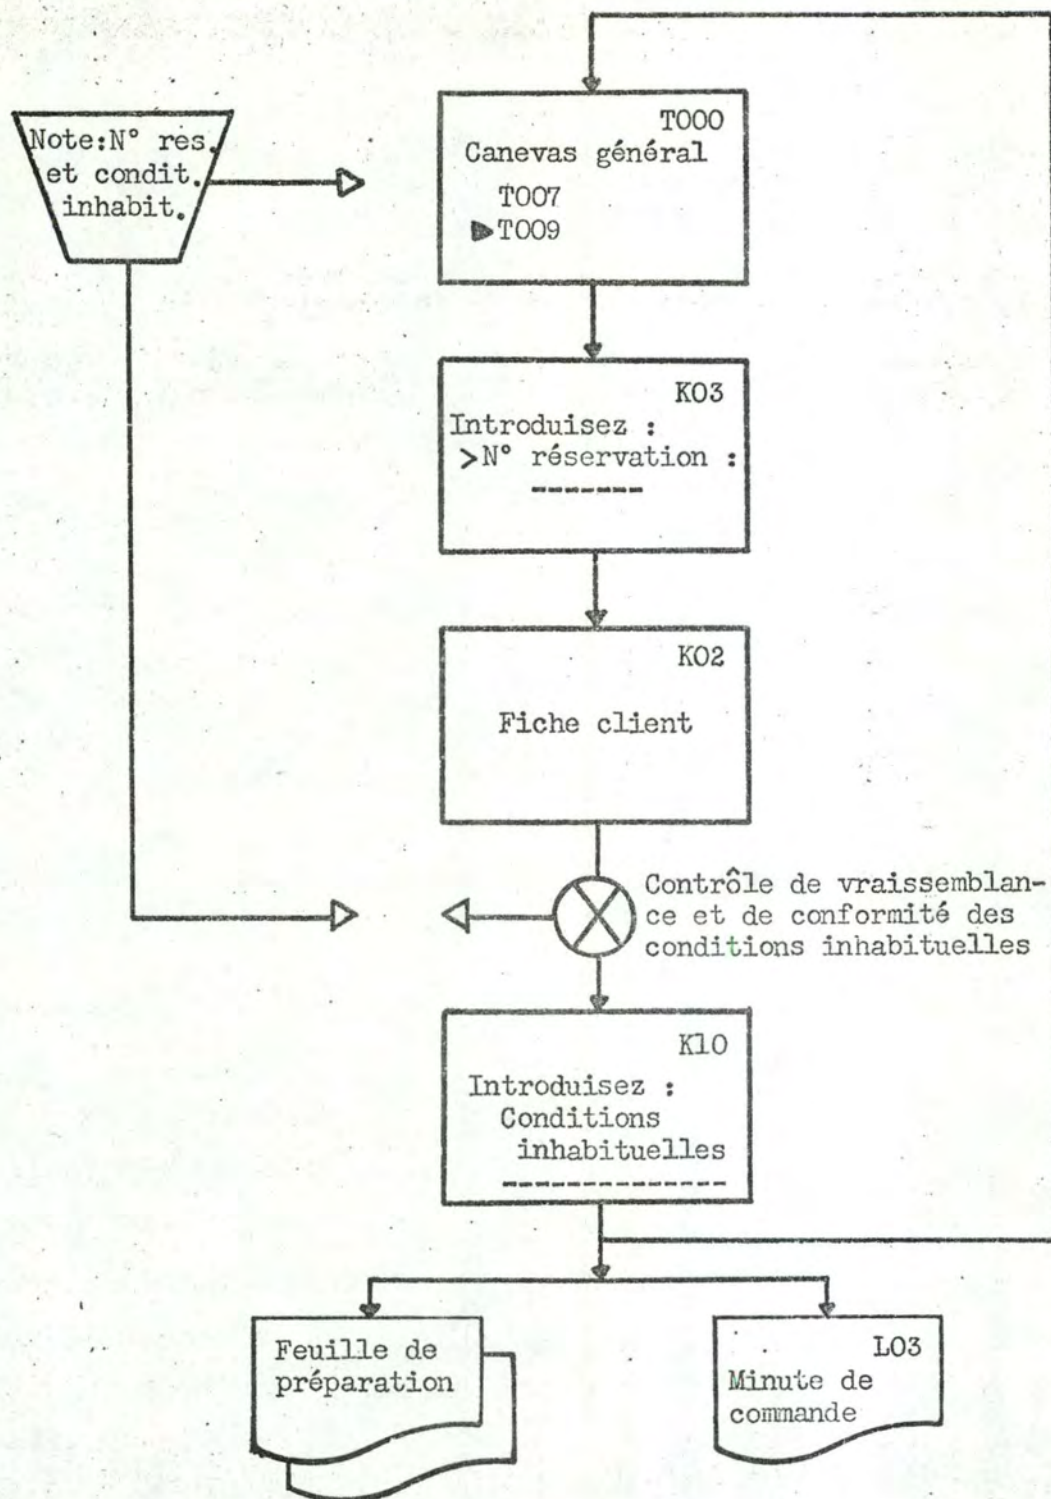 Note:N° res.
et condit.
inhabit.
T000
Canevas général
T007
▶T009
K03
Introduisez :
>N° réservation :
-------
K02
Fiche client
Contrôle de vraissemblan-
ce et de conformité des
conditions inhabituelles
K10
Introduisez :
Conditions
inhabituelles
--------------
Feuille de
préparation
L03
Minute de
commande